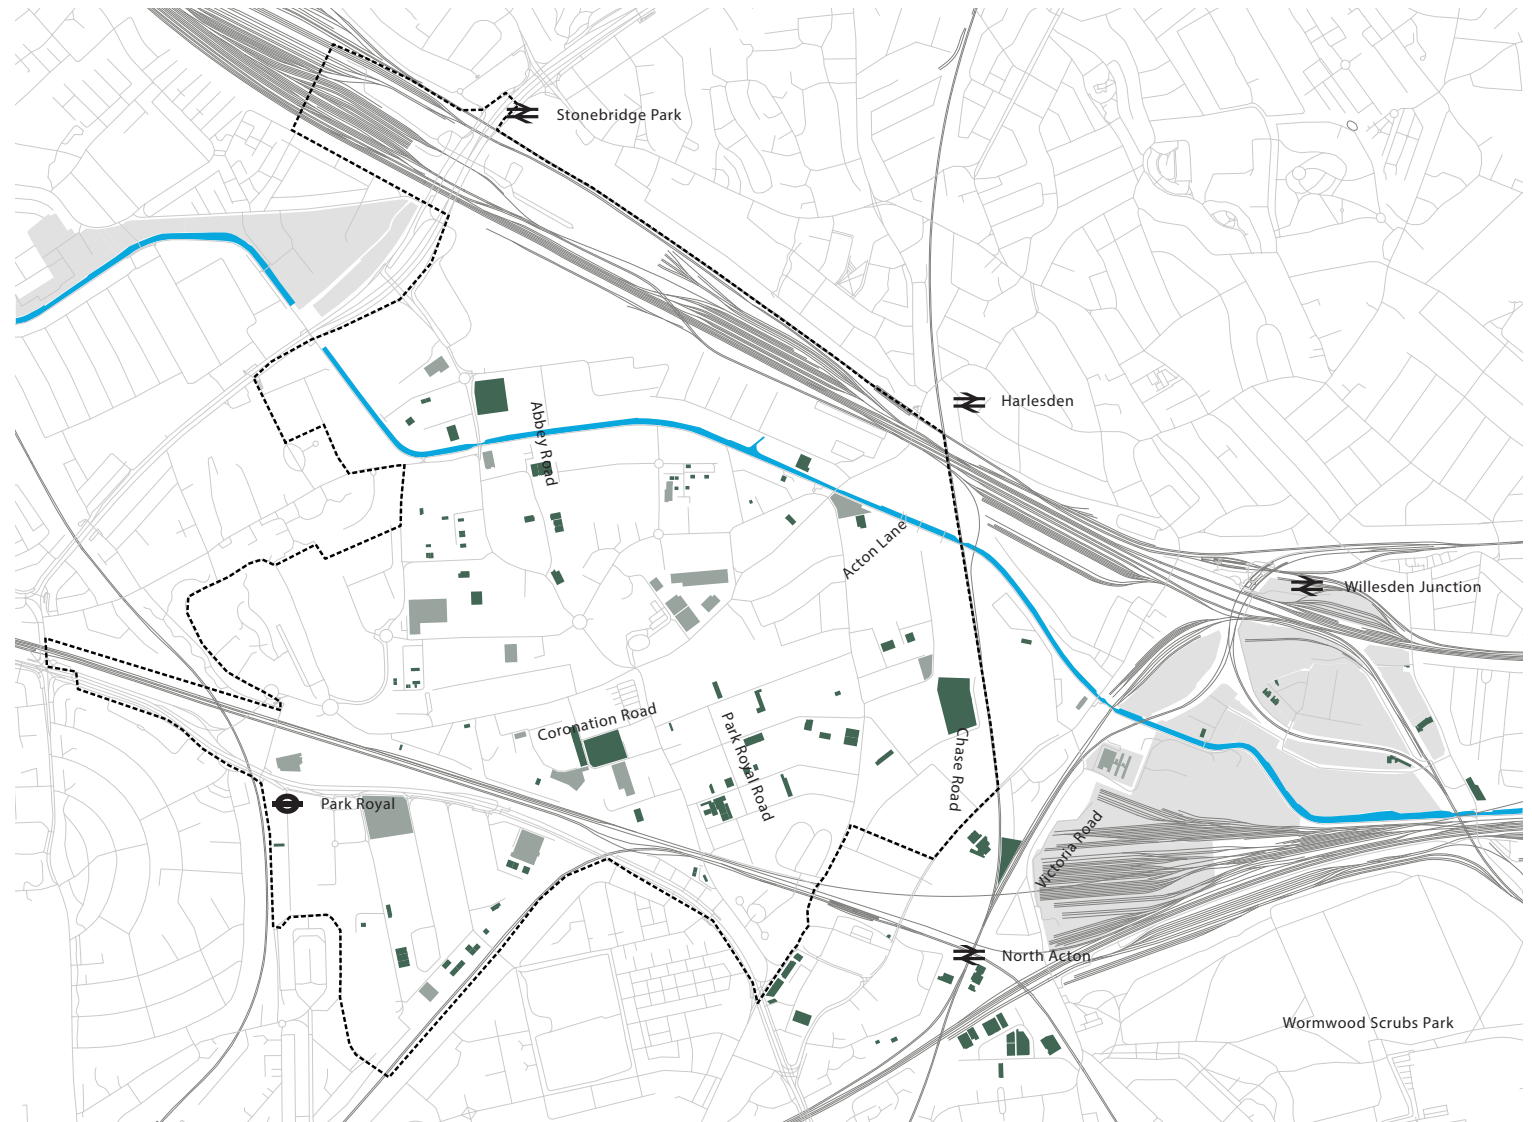 Stonebridge Park
Harlesden
Abbey Road
Acton Lane
Willesden Junction
Coronation Road
Park Royal Road
Chase Road
Park Royal
Victoria Road
North Acton
Wormwood Scrubs Park